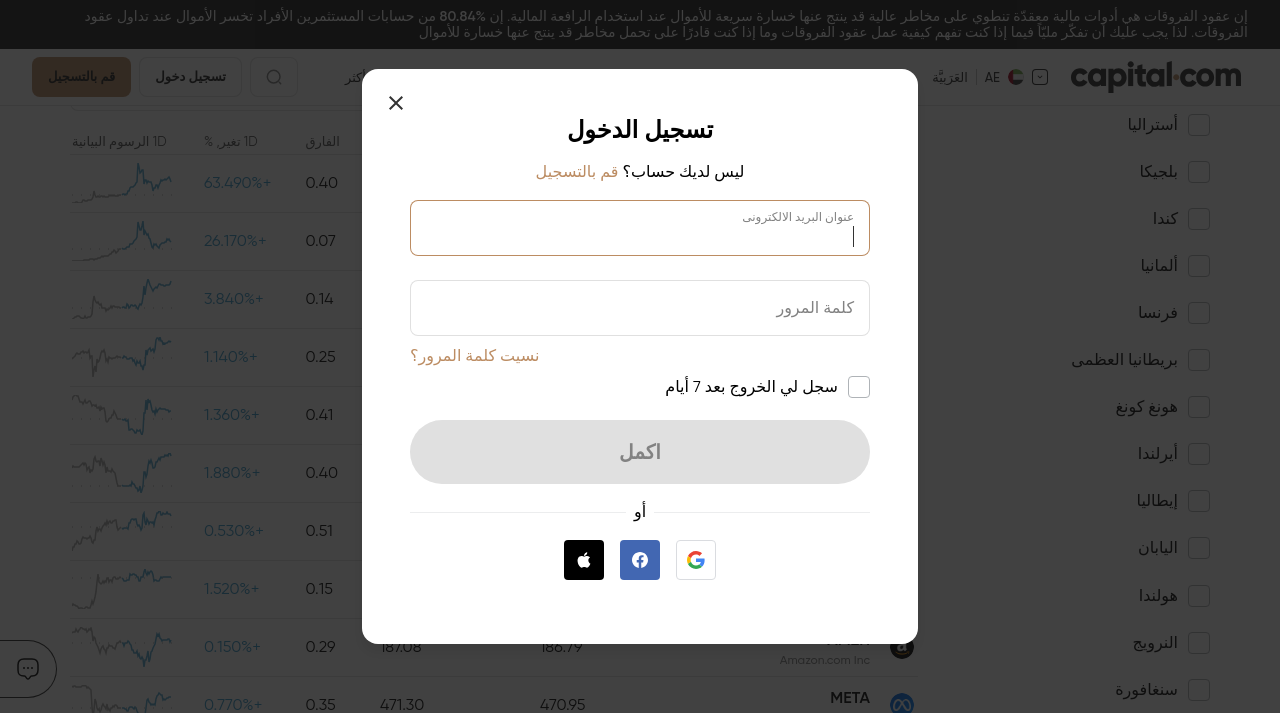 إن عقود الفروقات هي أدوات مالية معقدّة تنطوي على مخاطر عالية قد ينتج عنها خسارة سريعة للأموال عند استخدام الرافعة المالية. إن 80.84% من حسابات المستثمرين الأفراد تخسر الأموال عند تداول عقود
الفروقات. لذا يجب عليك أن تفكّر مليّاً فيما إذا كنت تفهم كيفية عمل عقود الفروقات وما إذا كنت قادرًا على تحمل مخاطر قد ينتج عنها خسارة للأموال
capital.com
AE | العَرَبيَّة
أكثر
تسجيل دخول
قم بالتسجيل
أستراليا
بلجيكا
كندا
ألمانيا
فرنسا
بريطانيا العظمى
هونغ كونغ
أيرلندا
إيطاليا
اليابان
هولندا
النرويج
سنغافورة
تسجيل الدخول
ليس لديك حساب؟ قم بالتسجيل
عنوان البريد الالكترونى
كلمة المرور
نسيت كلمة المرور؟
سجل لي الخروج بعد 7 أيام
اكمل
أو
الفارق
1D تغير, %
1D الرسوم البيانية
0.40 +63.490%
0.07 +26.170%
0.14 +3.840%
0.25 +1.140%
0.41 +1.360%
0.40 +1.880%
0.51 +0.530%
0.15 +1.520%
Amazon.com Inc
186.79 187.08 0.29 +0.150%
META
470.95 471.30 0.35 +0.770%